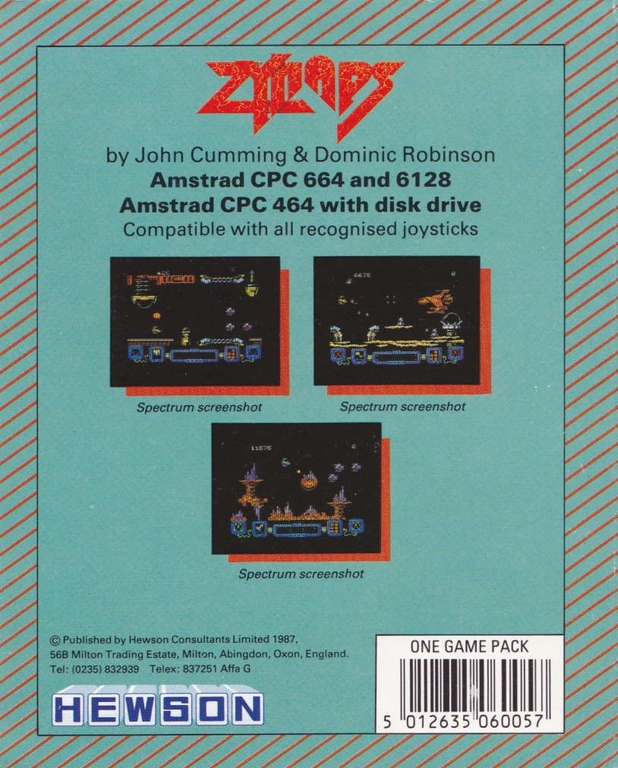 ZYNAPS
by John Cumming & Dominic Robinson
Amstrad CPC 664 and 6128
Amstrad CPC 464 with disk drive
Compatible with all recognised joysticks
6675
Spectrum screenshot
Spectrum screenshot
11575
Spectrum screenshot
© Published by Hewson Consultants Limited 1987,
56B Milton Trading Estate, Milton, Abingdon, Oxon, England.
Tel: (0235) 832939 Telex: 837251 Affa G
HEWSON
ONE GAME PACK
5 012635 060057